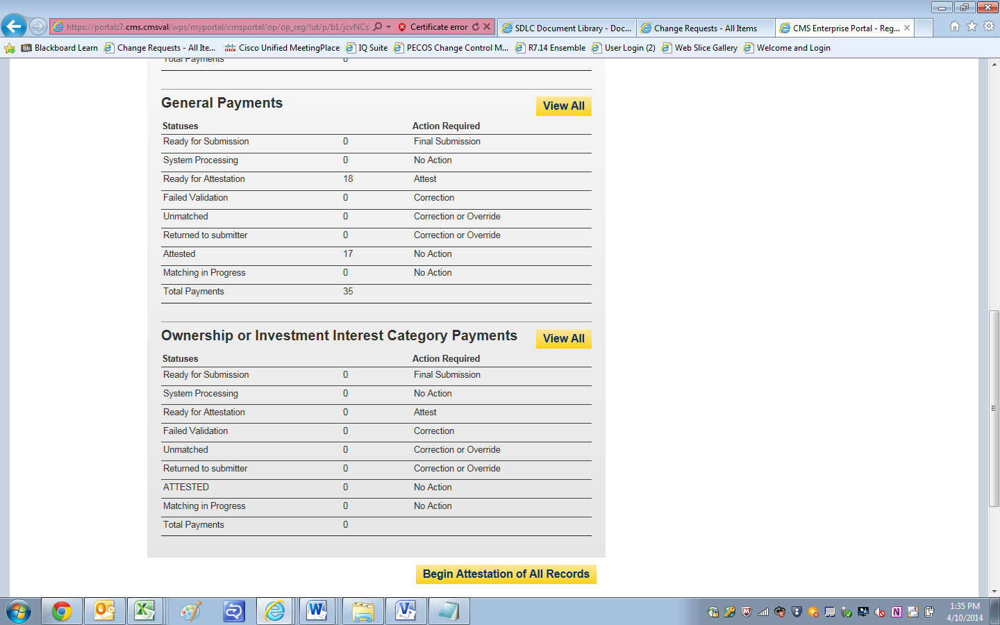 https://portalz7.cms.cmsval/wps/myportal/cmsportal/op/op_reg/!ut/p/b1/jcvNCs
Certificate error
SDLC Document Library - Doc...
Change Requests - All Items
CMS Enterprise Portal - Reg...
Bb Blackboard Learn
Change Requests - All Ite...
Cisco Unified MeetingPlace
IQ Suite
PECOS Change Control M...
R7.14 Ensemble
User Login (2)
Web Slice Gallery
Welcome and Login
Total Payments 0
General Payments
View All
Statuses Action Required
Ready for Submission 0 Final Submission
System Processing 0 No Action
Ready for Attestation 18 Attest
Failed Validation 0 Correction
Unmatched 0 Correction or Override
Returned to submitter 0 Correction or Override
Attested 17 No Action
Matching in Progress 0 No Action
Total Payments 35
Ownership or Investment Interest Category Payments
View All
Statuses Action Required
Ready for Submission 0 Final Submission
System Processing 0 No Action
Ready for Attestation 0 Attest
Failed Validation 0 Correction
Unmatched 0 Correction or Override
Returned to submitter 0 Correction or Override
ATTESTED 0 No Action
Matching in Progress 0 No Action
Total Payments 0
Begin Attestation of All Records
1:35 PM
4/10/2014